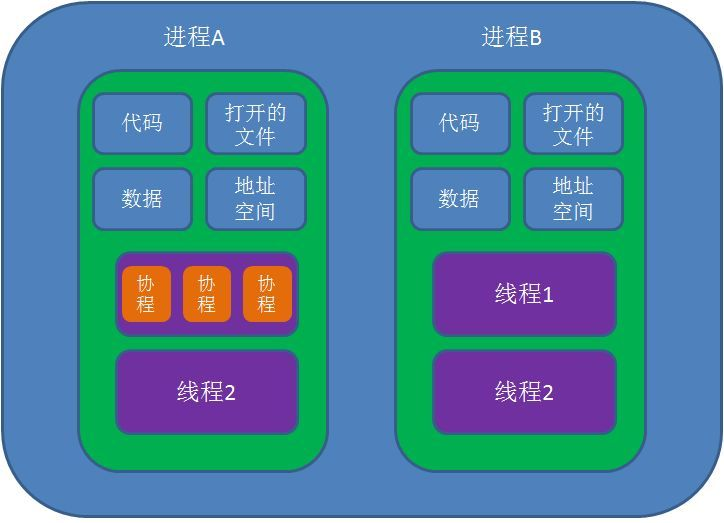 进程A
进程B
代码
打开的
文件
数据
地址
空间
协
程
协
程
协
程
线程2
代码
打开的
文件
数据
地址
空间
线程1
线程2